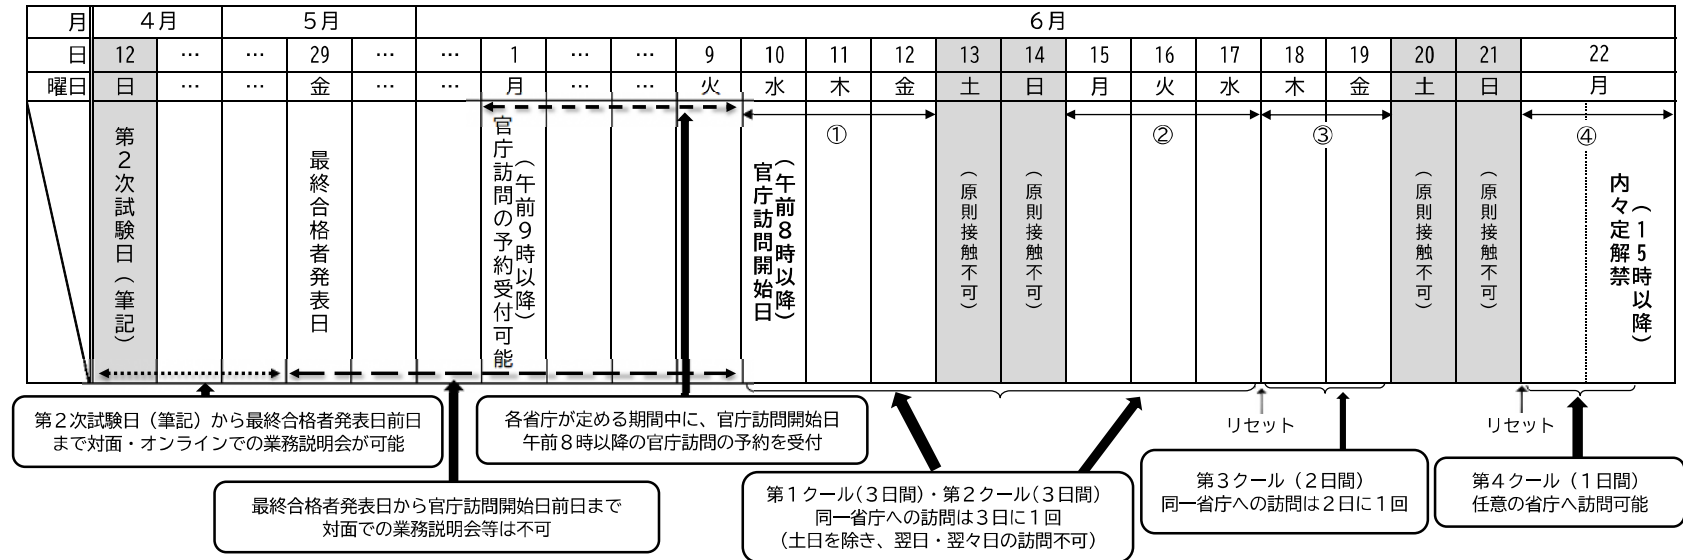 月 4月 5月 6月
日 12 … … 29 … … 1 … … 9 10 11 12 13 14 15 16 17 18 19 20 21 22
曜日 日 … … 金 … … 月 … … 火 水 木 金 土 日 月 火 水 木 金 土 日 月
① ② ③ ④
第2次試験日（筆記）
最終合格者発表日
官庁訪問の予約受付可能
（午前9時以降）
官庁訪問開始日
（午前8時以降）
（原則接触不可）
（原則接触不可）
（原則接触不可）
（原則接触不可）
内々定解禁
（15時以降）
リセット
リセット
第2次試験日（筆記）から最終合格者発表日前日
まで対面・オンラインでの業務説明会が可能
各省庁が定める期間中に、官庁訪問開始日
午前8時以降の官庁訪問の予約を受付
最終合格者発表日から官庁訪問開始日前日まで
対面での業務説明会等は不可
第1クール（3日間）・第2クール（3日間）
同一省庁への訪問は3日に1回
（土日を除き、翌日・翌々日の訪問不可）
第3クール（2日間）
同一省庁への訪問は2日に1回
第4クール（1日間）
任意の省庁へ訪問可能